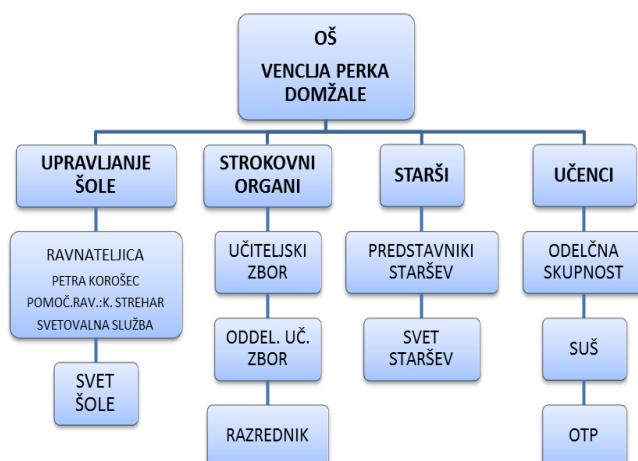 OŠ
VENCLJA PERKA
DOMŽALE
UPRAVLJANJE
ŠOLE
STROKOVNI
ORGANI
STARŠI
UČENCI
RAVNATELJICA
PETRA KOROŠEC
POMOČ.RAV.:K. STREHAR
SVETOVALNA SLUŽBA
UČITELJSKI
ZBOR
PREDSTAVNIKI
STARŠEV
ODELČNA
SKUPNOST
SVET
ŠOLE
ODDEL. UČ.
ZBOR
SVET
STARŠEV
SUŠ
RAZREDNIK
OTP